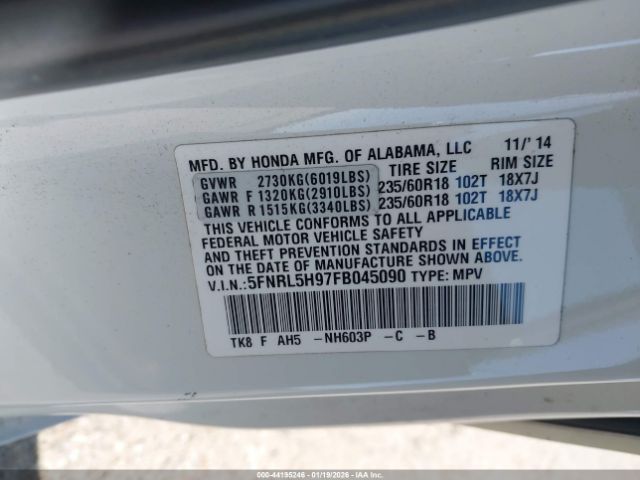 MFD. BY HONDA MFG. OF ALABAMA, LLC 11/' 14
TIRE SIZE RIM SIZE
GVWR 2730KG(6019LBS)
GAWR F 1320KG(2910LBS) 235/60R18 102T 18X7J
GAWR R 1515KG(3340LBS) 235/60R18 102T 18X7J
THIS VEHICLE CONFORMS TO ALL APPLICABLE
FEDERAL MOTOR VEHICLE SAFETY
AND THEFT PREVENTION STANDARDS IN EFFECT
ON THE DATE OF MANUFACTURE SHOWN ABOVE.
V.I.N.:5FNRL5H97FB045090 TYPE: MPV
TK8 F AH5 -NH603P -C -B
000-44195246 - 01/19/2026 - IAAI.COM